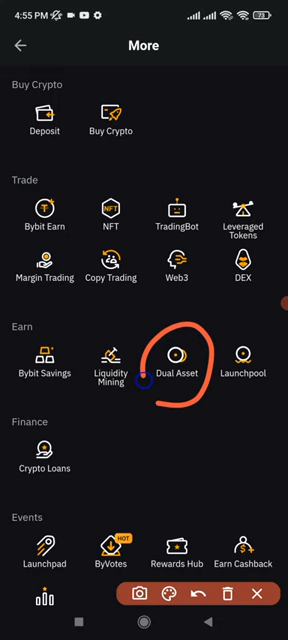 4:55 PM
73
More
Buy Crypto
Deposit
Buy Crypto
Trade
Bybit Earn
NFT
NFT
TradingBot
Leveraged
Tokens
Margin Trading
Copy Trading
Web3
DEX
Earn
Bybit Savings
Liquidity
Mining
Dual Asset
Launchpool
Finance
Crypto Loans
Events
HOT
Launchpad
ByVotes
Rewards Hub
Earn Cashback